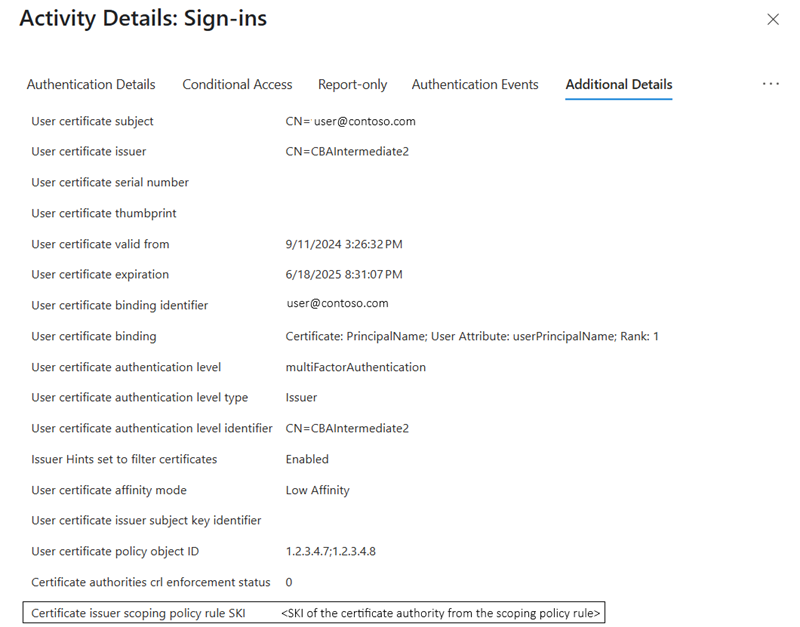 Activity Details: Sign-ins
Authentication Details Conditional Access Report-only Authentication Events Additional Details
User certificate subject CN= user@contoso.com
User certificate issuer CN=CBAIntermediate2
User certificate serial number
User certificate thumbprint
User certificate valid from 9/11/2024 3:26:32 PM
User certificate expiration 6/18/2025 8:31:07 PM
User certificate binding identifier user@contoso.com
User certificate binding Certificate: PrincipalName; User Attribute: userPrincipalName; Rank: 1
User certificate authentication level multiFactorAuthentication
User certificate authentication level type Issuer
User certificate authentication level identifier CN=CBAIntermediate2
Issuer Hints set to filter certificates Enabled
User certificate affinity mode Low Affinity
User certificate issuer subject key identifier
User certificate policy object ID 1.2.3.4.7;1.2.3.4.8
Certificate authorities crl enforcement status 0
Certificate issuer scoping policy rule SKI <SKI of the certificate authority from the scoping policy rule>